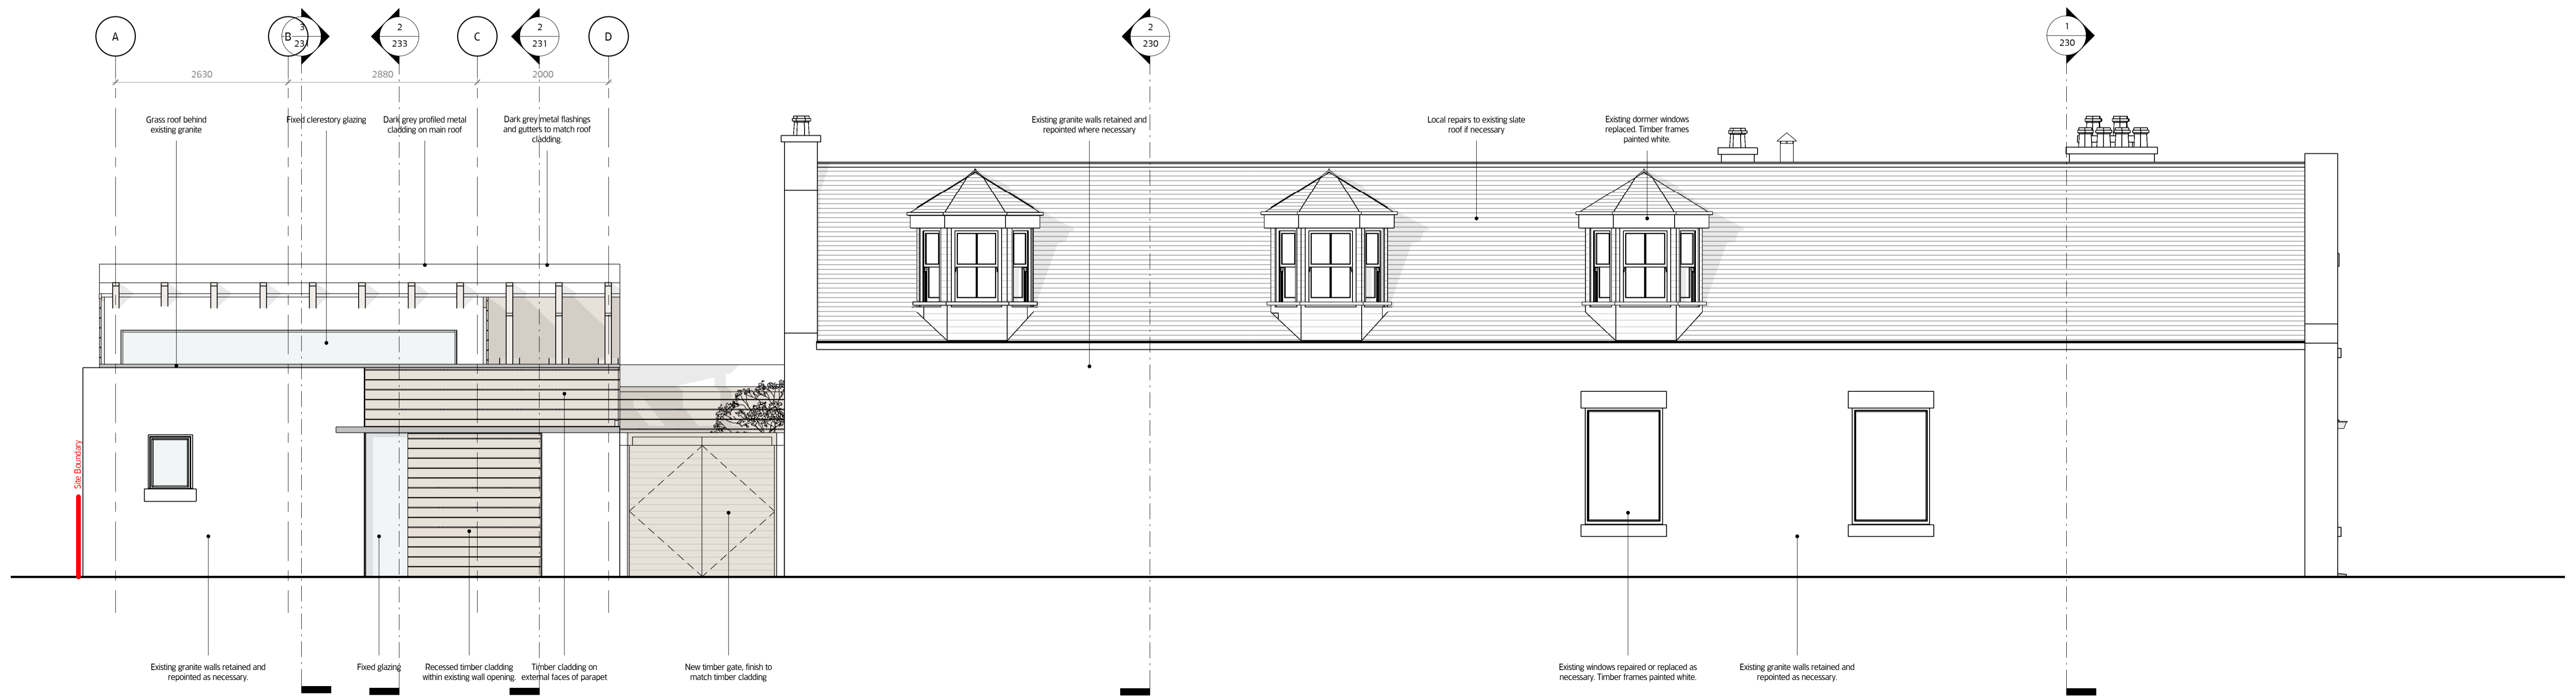 A
B
3
231
2
233
C
2
231
D
2
230
1
230
2630
2880
2000
Grass roof behind
existing granite
Fixed clerestory glazing
Dark grey profiled metal
cladding on main roof
Dark grey metal flashings
and gutters to match roof
cladding.
Existing granite walls retained and
repointed where necessary
Local repairs to existing slate
roof if necessary
Existing dormer windows
replaced. Timber frames
painted white.
Site Boundary
Existing granite walls retained and
repointed as necessary.
Fixed glazing
Recessed timber cladding
within existing wall opening.
Timber cladding on
external faces of parapet
New timber gate, finish to
match timber cladding
Existing windows repaired or replaced as
necessary. Timber frames painted white.
Existing granite walls retained and
repointed as necessary.